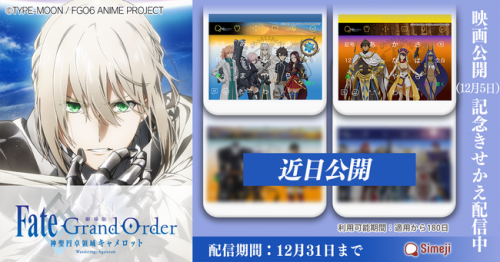 ©TYPE-MOON / FGO6 ANIME PROJECT
劇場版
Fate
Grand Order
神聖円卓領域キャメロット
Wandering; Agateram
近日公開
利用可能期間：適用から180日
配信期間：12月31日まで
Simeji
映画公開(12月5日)記念きせかえ配信中